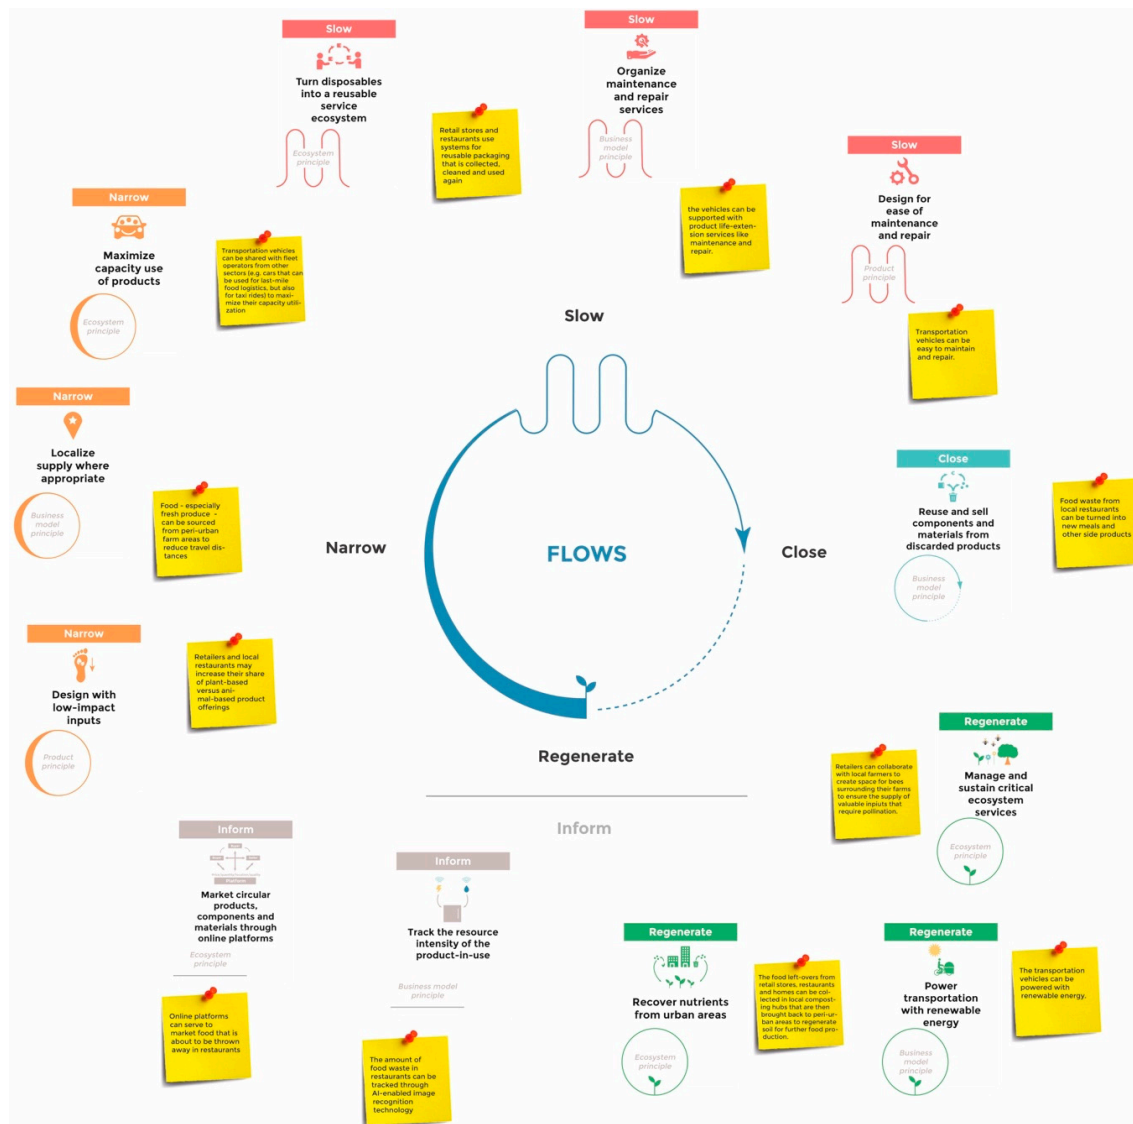 Slow
Turn disposables
into a reusable
service
ecosystem
Ecosystem
principle
Retail stores and
restaurants use
systems for
reusable packaging
that is collected,
cleaned and used
again
Slow
Organize
maintenance
and repair
services
Business
model
principle
the vehicles can be
supported with
product life-exten-
sion services like
maintenance and
repair.
Slow
Design for
ease of
maintenance
and repair
Product
principle
Transportation
vehicles can be
easy to maintain
and repair.
Narrow
Maximize
capacity use
of products
Ecosystem
principle
Transportation vehicles
can be shared with fleet
operators from other
sectors (e.g. cars that can
be used for last-mile
food logistics, but also
for taxi rides) to maxi-
mize their capacity utili-
zation
Narrow
Localize
supply where
appropriate
Business
model
principle
Food - especially
fresh produce -
can be sourced
from peri-urban
farm areas to
reduce travel dis-
tances
Narrow
Design with
low-impact
inputs
Product
principle
Retailers and local
restaurants may
increase their share
of plant-based
versus ani-
mal-based product
offerings
Slow
Narrow
FLOWS
Close
Regenerate
Inform
Close
Reuse and sell
components and
materials from
discarded products
Business
model
principle
Food waste from
local restaurants
can be turned into
new meals and
other side products
Regenerate
Manage and
sustain critical
ecosystem
services
Ecosystem
principle
Retailers can collaborate
with local farmers to
create space for bees
surrounding their farms
to ensure the supply of
valuable inpiuts that
require pollination.
Inform
Platform
Market circular
products,
components and
materials through
online platforms
Ecosystem
principle
Online platforms
can serve to
market food that is
about to be thrown
away in restaurants
Inform
Track the resource
intensity of the
product-in-use
Business model
principle
The amount of
food waste in
restaurants can be
tracked through
AI-enabled image
recognition
technology
Regenerate
Recover nutrients
from urban areas
Ecosystem
principle
The food left-overs from
retail stores, restaurants
and homes can be col-
lected in local compost-
ing hubs that are then
brought back to peri-ur-
ban areas to regenerate
soil for further food pro-
duction.
Regenerate
Power
transportation
with renewable
energy
Business
model
principle
The transportation
vehicles can be
powered with
renewable energy.